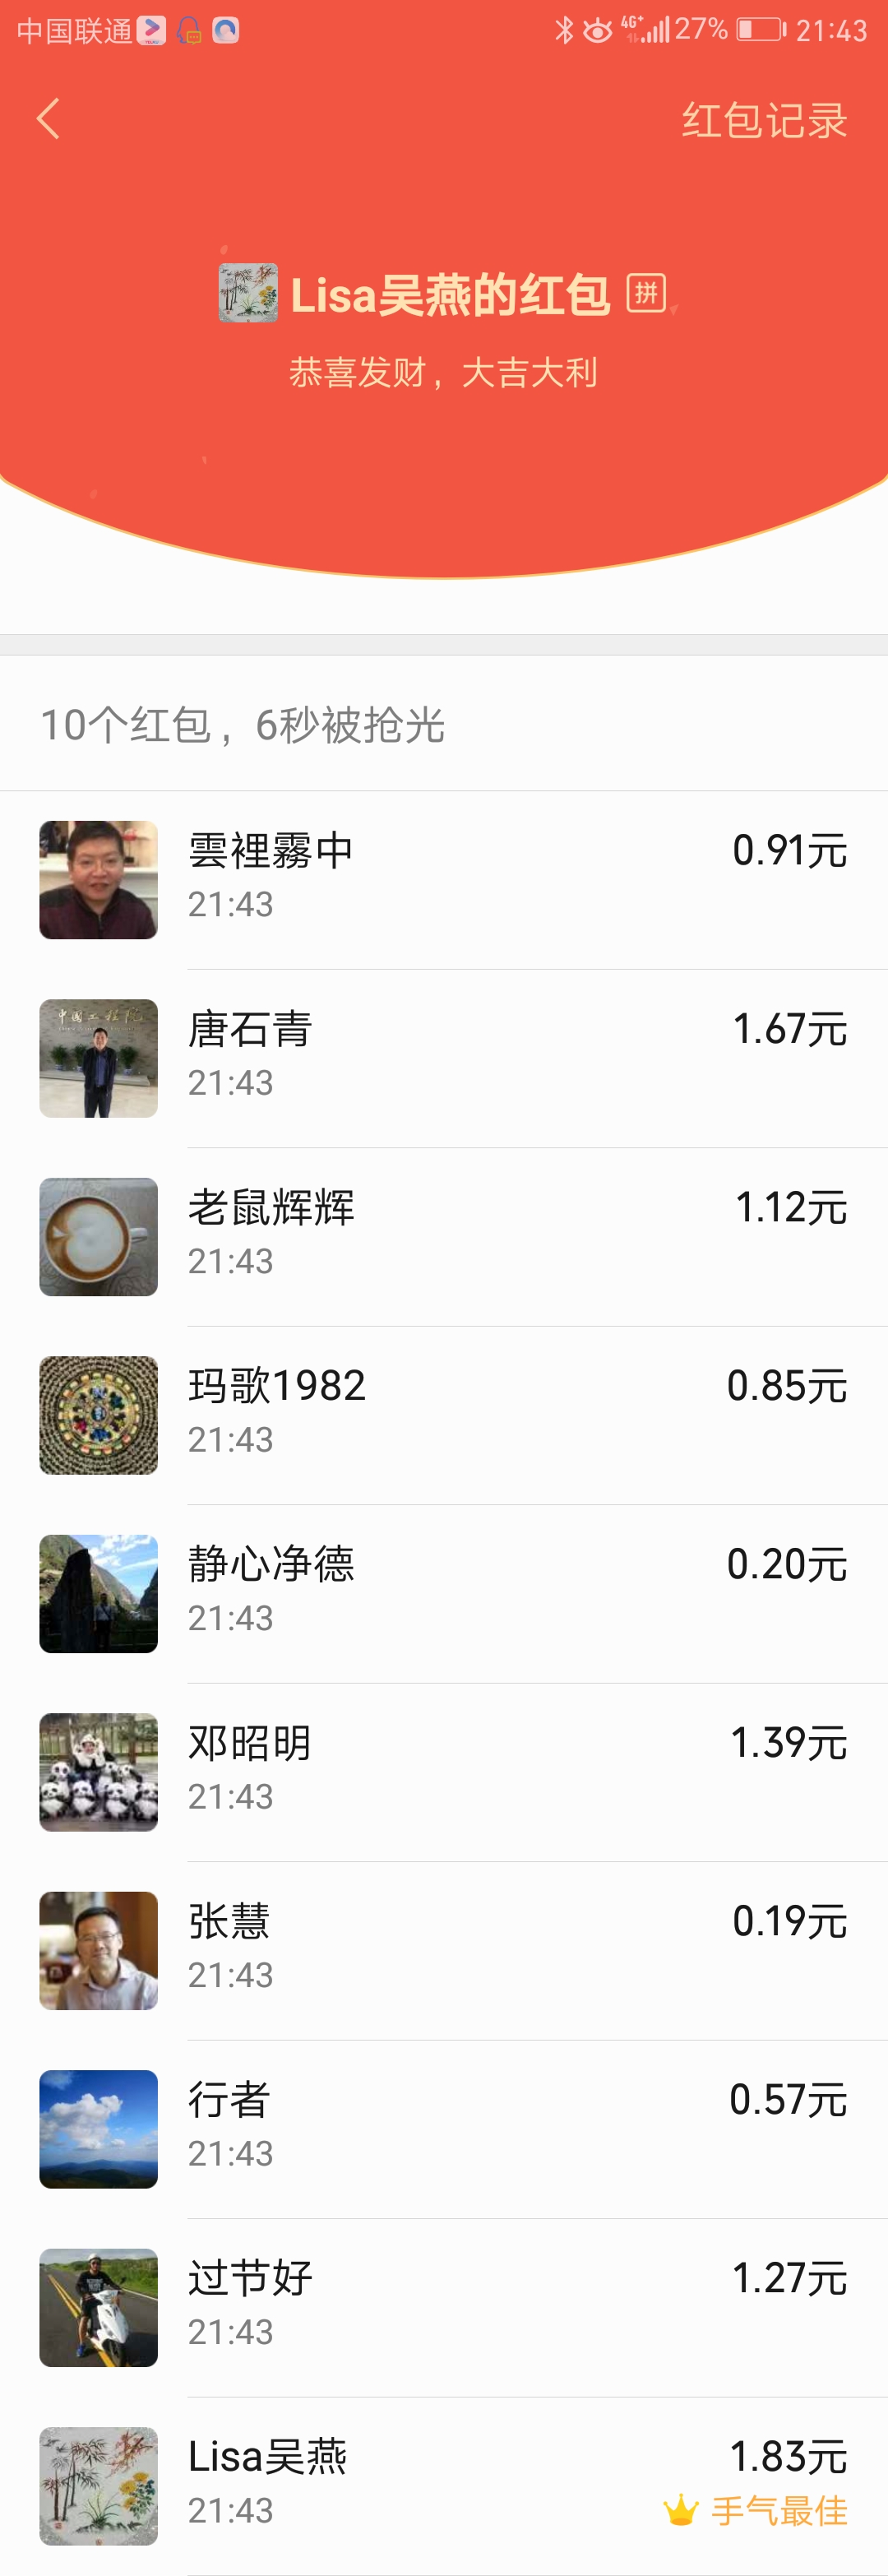 中国联通 4G+ 27% 21:43
红包记录
Lisa吴燕的红包 拼
恭喜发财，大吉大利
10个红包，6秒被抢光
雲裡霧中 0.91元
21:43
唐石青 1.67元
21:43
老鼠辉辉 1.12元
21:43
玛歌1982 0.85元
21:43
静心净德 0.20元
21:43
邓昭明 1.39元
21:43
张慧 0.19元
21:43
行者 0.57元
21:43
过节好 1.27元
21:43
Lisa吴燕 1.83元
21:43 手气最佳